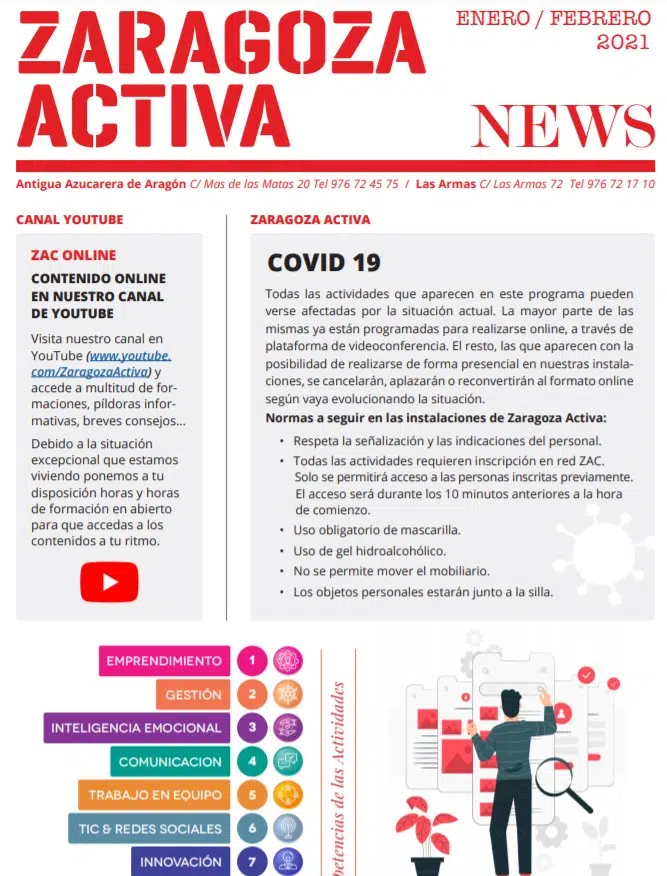 ZARAGOZA
ACTIVA
ENERO / FEBRERO
2021
NEWS
Antigua Azucarera de Aragón C/ Mas de las Matas 20 Tel 976 72 45 75 / Las Armas C/ Las Armas 72 Tel 976 72 17 10
CANAL YOUTUBE
ZAC ONLINE
CONTENIDO ONLINE
EN NUESTRO CANAL
DE YOUTUBE
Visita nuestro canal en
YouTube (www.youtube.
com/ZaragozaActiva) y
accede a multitud de for-
maciones, píldoras infor-
mativas, breves consejos...
Debido a la situación
excepcional que estamos
viviendo ponemos a tu
disposición horas y horas
de formación en abierto
para que accedas a los
contenidos a tu ritmo.
ZARAGOZA ACTIVA
COVID 19
Todas las actividades que aparecen en este programa pueden
verse afectadas por la situación actual. La mayor parte de las
mismas ya están programadas para realizarse online, a través de
plataforma de videoconferencia. El resto, las que aparecen con la
posibilidad de realizarse de forma presencial en nuestras instala-
ciones, se cancelarán, aplazarán o reconvertirán al formato online
según vaya evolucionando la situación.
Normas a seguir en las instalaciones de Zaragoza Activa:
• Respeta la señalización y las indicaciones del personal.
• Todas las actividades requieren inscripción en red ZAC.
Solo se permitirá acceso a las personas inscritas previamente.
El acceso será durante los 10 minutos anteriores a la hora
de comienzo.
• Uso obligatorio de mascarilla.
• Uso de gel hidroalcohólico.
• No se permite mover el mobiliario.
• Los objetos personales estarán junto a la silla.
EMPRENDIMIENTO 1
GESTIÓN 2
INTELIGENCIA EMOCIONAL 3
COMUNICACION 4
TRABAJO EN EQUIPO 5
TIC & REDES SOCIALES 6
INNOVACIÓN 7
de las Actividades